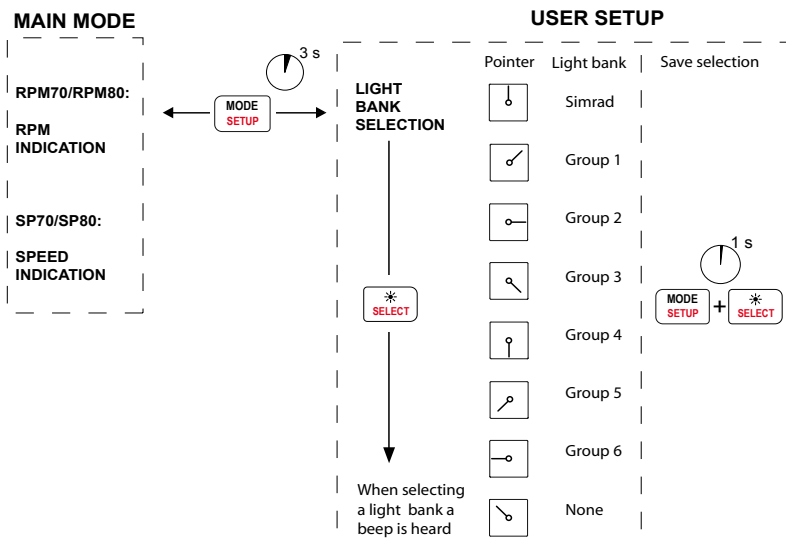 MAIN MODE
RPM70/RPM80:
RPM
INDICATION
SP70/SP80:
SPEED
INDICATION
3 s
MODE
SETUP
USER SETUP
LIGHT
BANK
SELECTION
SELECT
When selecting
a light bank a
beep is heard
Pointer Light bank
Simrad
Group 1
Group 2
Group 3
Group 4
Group 5
Group 6
None
Save selection
1 s
MODE
SETUP
+
SELECT